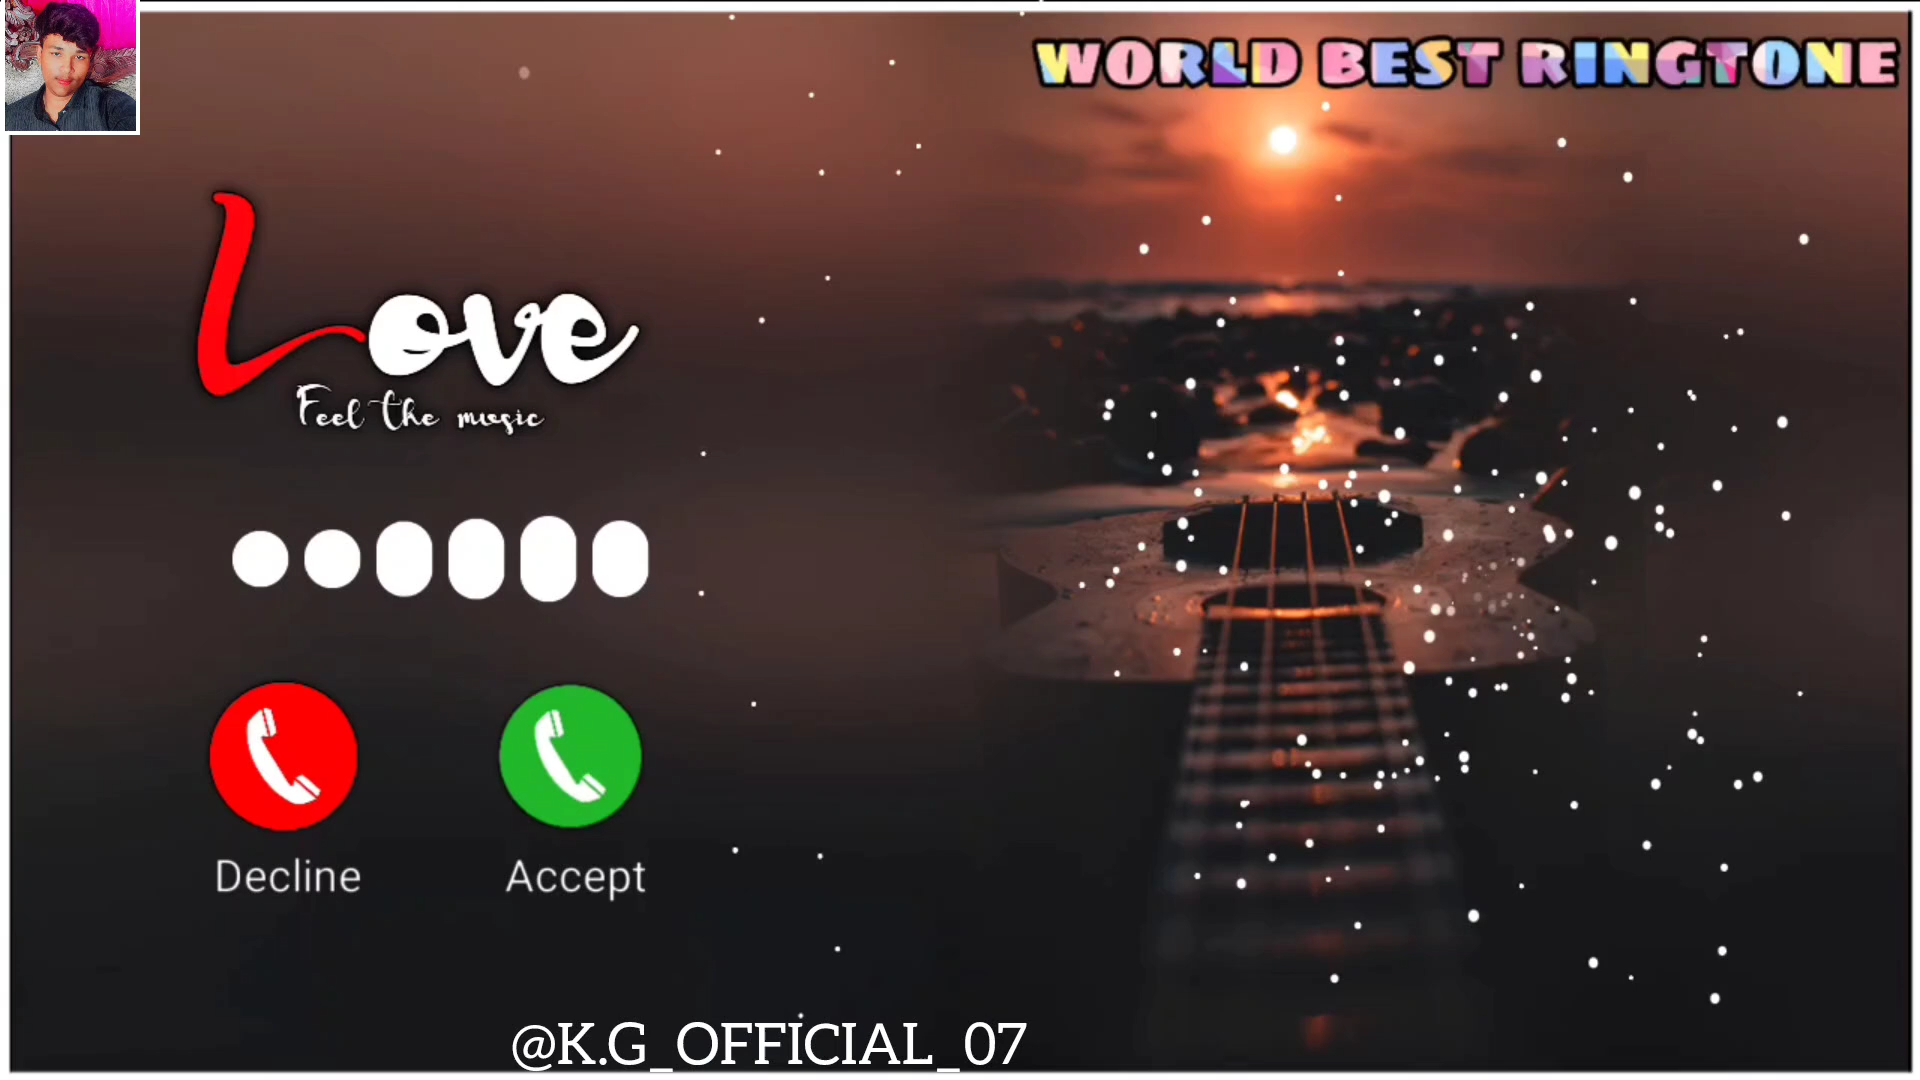 WORLD BEST RINGTONE
Love
Feel the music
Decline
Accept
@K.G_OFFICIAL_07